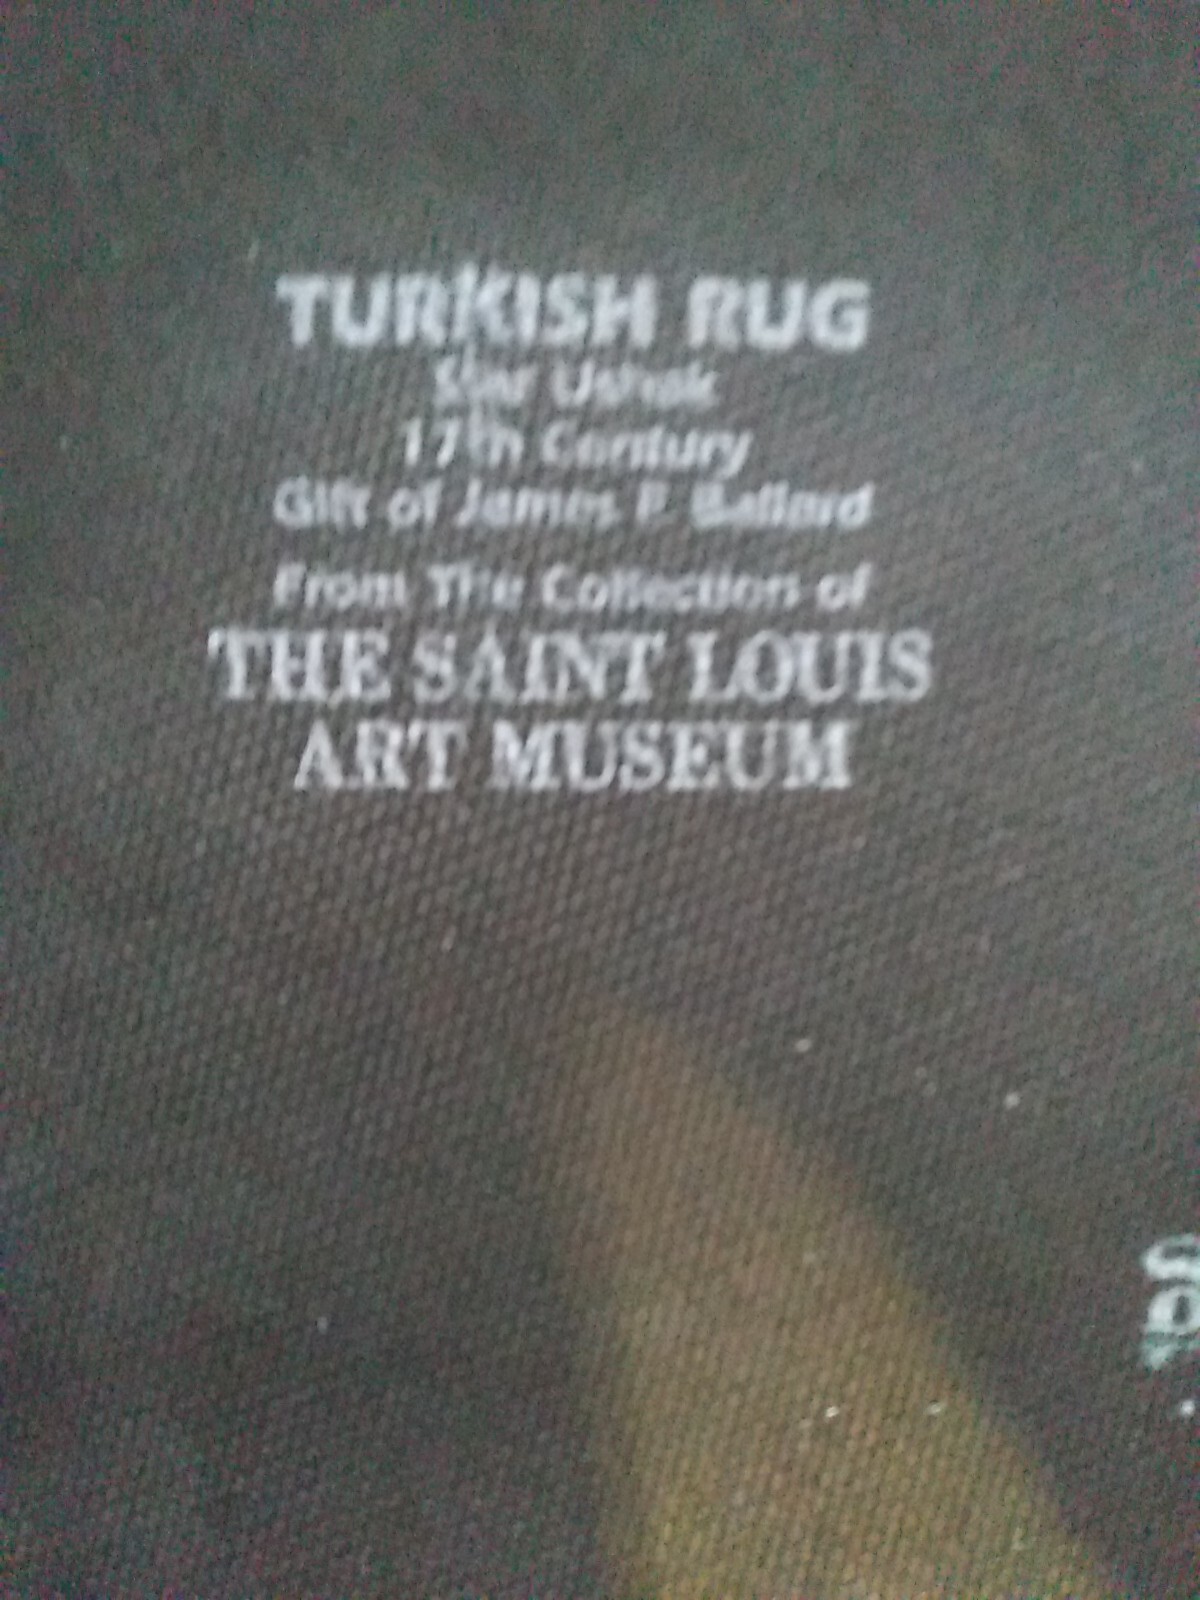 TURKISH RUG
Star Ushak
17th Century
Gift of James F. Ballard
From The Collection of
THE SAINT LOUIS
ART MUSEUM